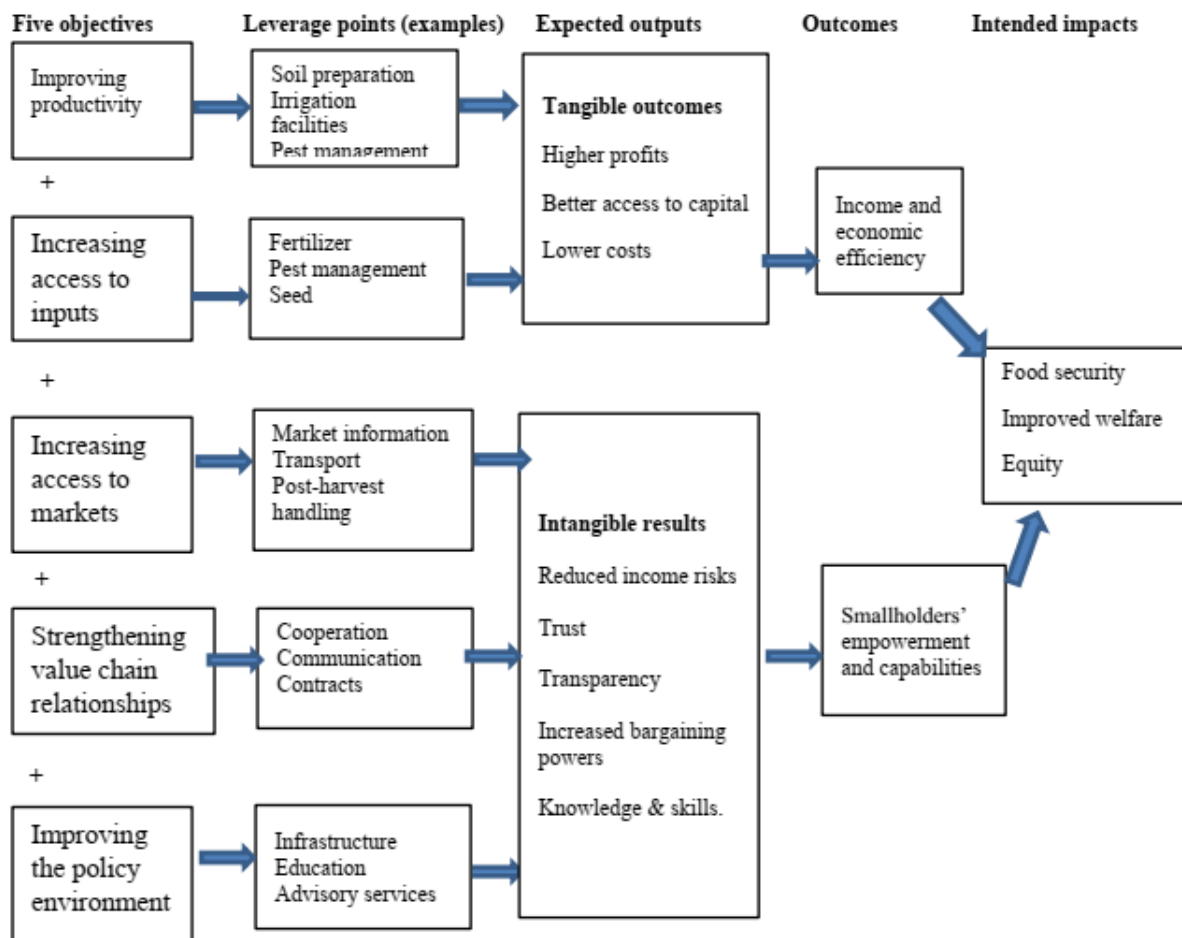 Five objectives
Leverage points (examples)
Expected outputs
Outcomes
Intended impacts
Improving
productivity
Soil preparation
Irrigation
facilities
Pest management
Tangible outcomes
Higher profits
Better access to capital
Lower costs
Income and
economic
efficiency
+
Increasing
access to
inputs
Fertilizer
Pest management
Seed
+
Food security
Improved welfare
Equity
Increasing
access to
markets
Market information
Transport
Post-harvest
handling
Intangible results
Reduced income risks
Trust
Transparency
Increased bargaining
powers
Knowledge & skills.
Smallholders’
empowerment
and capabilities
+
Strengthening
value chain
relationships
Cooperation
Communication
Contracts
+
Improving
the policy
environment
Infrastructure
Education
Advisory services